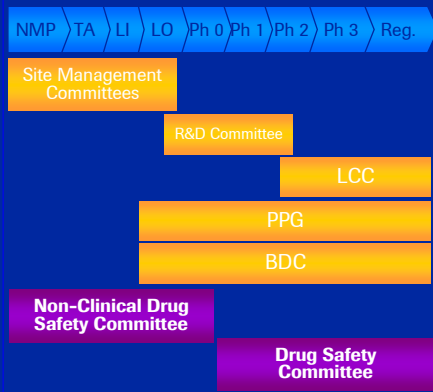 NMP TA LI LO Ph 0 Ph 1 Ph 2 Ph 3 Reg.
Site Management
Committees
R&D Committee
LCC
PPG
BDC
Non-Clinical Drug
Safety Committee
Drug Safety
Committee